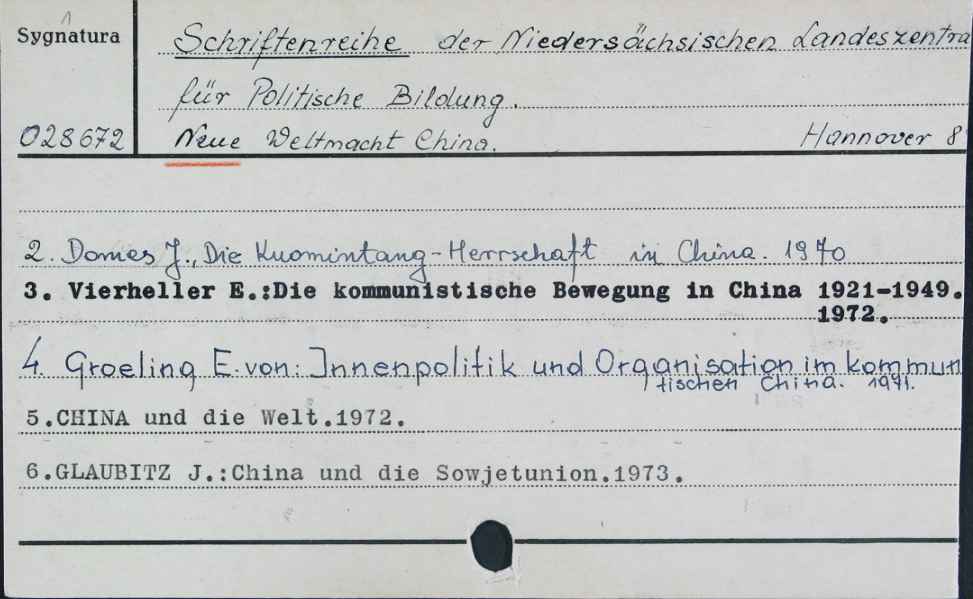 Sygnatura
Schriftenreihe der Niedersächsischen Landeszentra
für Politische Bildung.
028672 Neue Weltmacht China. Hannover 8
2. Domes J., Die Kuomintang-Herrschaft in China. 1970
3. Vierheller E.:Die kommunistische Bewegung in China 1921-1949.
1972.
4. Groeling E. von: Innenpolitik und Organisation im kommun
tischen China. 1971.
5.CHINA und die Welt.1972.
6.GLAUBITZ J.:China und die Sowjetunion.1973.